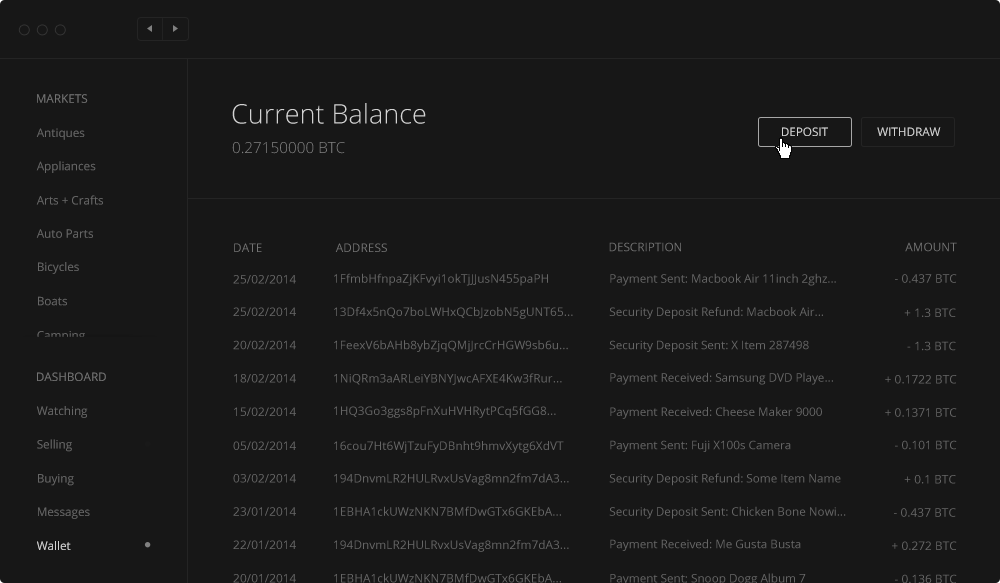 MARKETS
Antiques
Appliances
Arts + Crafts
Auto Parts
Bicycles
Boats
Camping
DASHBOARD
Watching
Selling
Buying
Messages
Wallet
Current Balance
0.27150000 BTC
DEPOSIT WITHDRAW
DATE ADDRESS DESCRIPTION AMOUNT
25/02/2014 1FfmbHfnpaZjKFvyi1okTjJJusN455paPH Payment Sent: Macbook Air 11inch 2ghz... - 0.437 BTC
25/02/2014 13Df4x5nQo7boLWHxQCbJzobN5gUNT65... Security Deposit Refund: Macbook Air... + 1.3 BTC
20/02/2014 1FeexV6bAHb8ybZjqQMjJrcCrHGW9sb6u... Security Deposit Sent: X Item 287498 - 1.3 BTC
18/02/2014 1NiQRm3aARLeiYBNYJwcAFXE4Kw3fRur... Payment Received: Samsung DVD Playe... + 0.1722 BTC
15/02/2014 1HQ3Go3ggs8pFnXuHVHRytPCq5fGG8... Payment Received: Cheese Maker 9000 + 0.1371 BTC
05/02/2014 16cou7Ht6WjTzuFyDBnht9hmvXytg6XdVT Payment Sent: Fuji X100s Camera - 0.101 BTC
03/02/2014 194DnvmLR2HULRvxUsVag8mn2fm7dA3... Security Deposit Refund: Some Item Name + 0.1 BTC
23/01/2014 1EBHA1ckUWzNKN7BMfDwGTx6GKEbA... Security Deposit Sent: Chicken Bone Nowi... - 0.437 BTC
22/01/2014 194DnvmLR2HULRvxUsVag8mn2fm7dA3... Payment Received: Me Gusta Busta + 0.272 BTC
20/01/2014 1EBHA1ckUWzNKN7BMfDwGTx6GKEbA... Payment Sent: Snoop Dogg Album 7 - 0.136 BTC